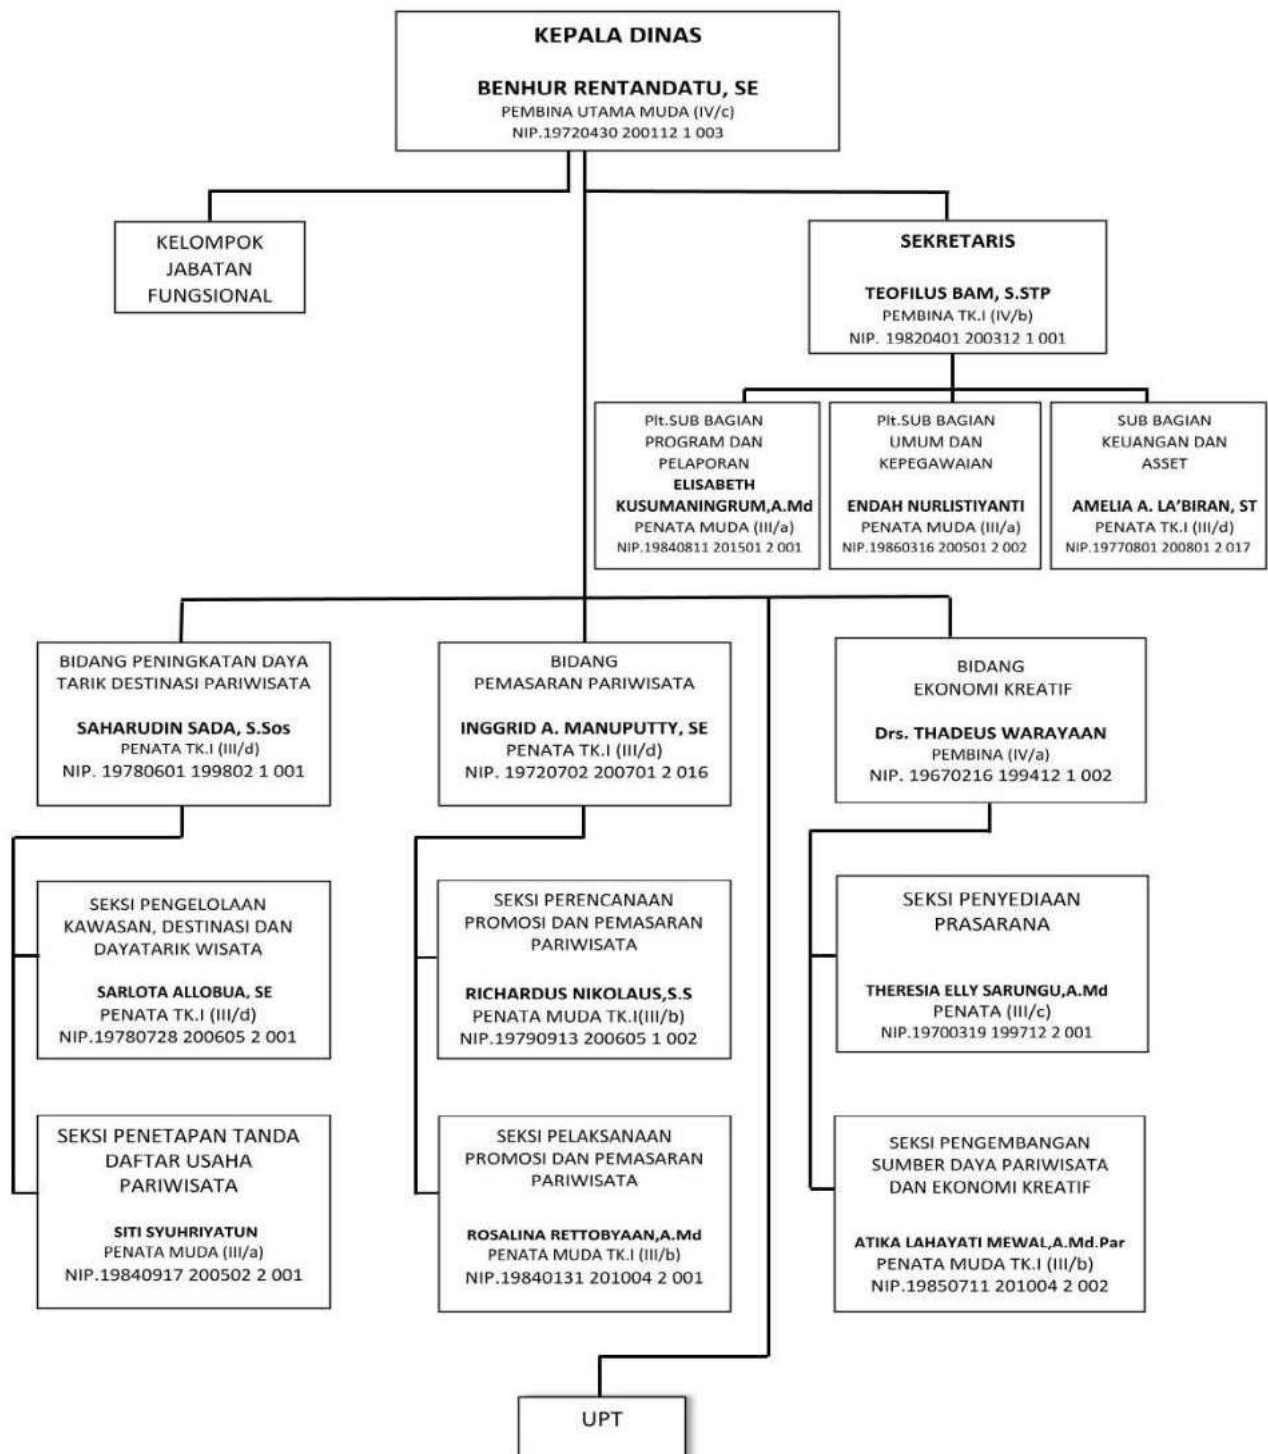 KEPALA DINAS
BENHUR RENTANDATU, SE
PEMBINA UTAMA MUDA (IV/c)
NIP.19720430 200112 1 003
KELOMPOK
JABATAN
FUNGSIONAL
SEKRETARIS
TEOFILUS BAM, S.STP
PEMBINA TK.I (IV/b)
NIP. 19820401 200312 1 001
Plt.SUB BAGIAN
PROGRAM DAN
PELAPORAN
ELISABETH
KUSUMANINGRUM,A.Md
PENATA MUDA (III/a)
NIP.19840811 201501 2 001
Plt.SUB BAGIAN
UMUM DAN
KEPEGAWAIAN
ENDAH NURLISTIYANTI
PENATA MUDA (III/a)
NIP.19860316 200501 2 002
SUB BAGIAN
KEUANGAN DAN
ASSET
AMELIA A. LA’BIRAN, ST
PENATA TK.I (III/d)
NIP.19770801 200801 2 017
BIDANG PENINGKATAN DAYA
TARIK DESTINASI PARIWISATA
SAHARUDIN SADA, S.Sos
PENATA TK.I (III/d)
NIP. 19780601 199802 1 001
BIDANG
PEMASARAN PARIWISATA
INGGRID A. MANUPUTTY, SE
PENATA TK.I (III/d)
NIP. 19720702 200701 2 016
BIDANG
EKONOMI KREATIF
Drs. THADEUS WARAYAAN
PEMBINA (IV/a)
NIP. 19670216 199412 1 002
SEKSI PENGELOLAAN
KAWASAN, DESTINASI DAN
DAYATARIK WISATA
SARLOTA ALLOBUA, SE
PENATA TK.I (III/d)
NIP.19780728 200605 2 001
SEKSI PERENCANAAN
PROMOSI DAN PEMASARAN
PARIWISATA
RICHARDUS NIKOLAUS,S.S
PENATA MUDA TK.I(III/b)
NIP.19790913 200605 1 002
SEKSI PENYEDIAAN
PRASARANA
THERESIA ELLY SARUNGU,A.Md
PENATA (III/c)
NIP.19700319 199712 2 001
SEKSI PENETAPAN TANDA
DAFTAR USAHA
PARIWISATA
SITI SYUHRIYATUN
PENATA MUDA (III/a)
NIP.19840917 200502 2 001
SEKSI PELAKSANAAN
PROMOSI DAN PEMASARAN
PARIWISATA
ROSALINA RETTOBYAAN,A.Md
PENATA MUDA TK.I (III/b)
NIP.19840131 201004 2 001
SEKSI PENGEMBANGAN
SUMBER DAYA PARIWISATA
DAN EKONOMI KREATIF
ATIKA LAHAYATI MEWAL,A.Md.Par
PENATA MUDA TK.I (III/b)
NIP.19850711 201004 2 002
UPT